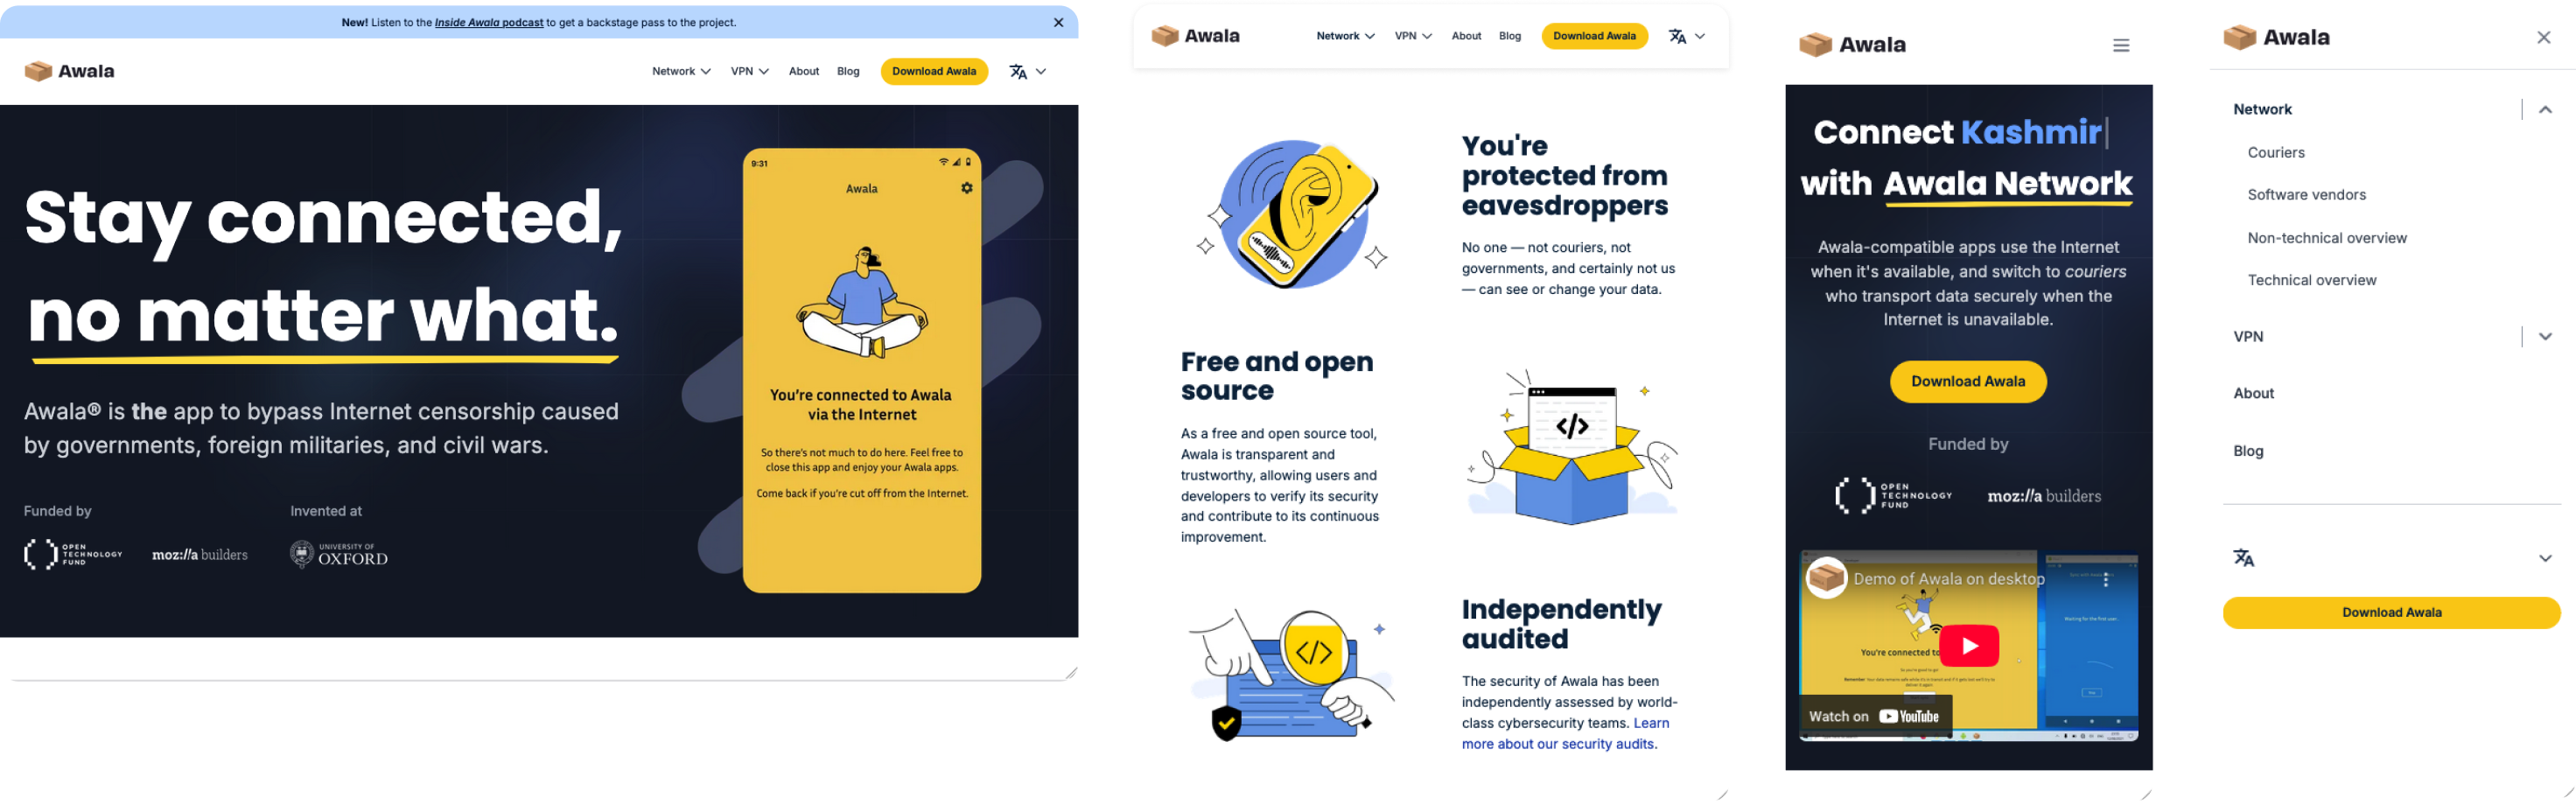 New! Listen to the Inside Awala podcast to get a backstage pass to the project.
Awala
Network VPN About Blog Download Awala
Stay connected,
no matter what.
Awala® is the app to bypass Internet censorship caused
by governments, foreign militaries, and civil wars.
Funded by Invented at
OPEN
TECHNOLOGY
FUND
moz://a builders
UNIVERSITY OF
OXFORD
9:31
Awala
You're connected to Awala
via the Internet
So there's not much to do here. Feel free to
close this app and enjoy your Awala apps.
Come back if you're cut off from the Internet.
Awala
Network VPN About Blog Download Awala
You're
protected from
eavesdroppers
No one — not couriers, not
governments, and certainly not us
— can see or change your data.
Free and open
source
As a free and open source tool,
Awala is transparent and
trustworthy, allowing users and
developers to verify its security
and contribute to its continuous
improvement.
</>
</>
Independently
audited
The security of Awala has been
independently assessed by world-
class cybersecurity teams. Learn
more about our security audits.
Awala
Connect Kashmir
with Awala Network
Awala-compatible apps use the Internet
when it's available, and switch to couriers
who transport data securely when the
Internet is unavailable.
Download Awala
Funded by
OPEN
TECHNOLOGY
FUND
moz://a builders
Demo of Awala on desktop
You're connected to
Watch on YouTube
Awala
Network
Couriers
Software vendors
Non-technical overview
Technical overview
VPN
About
Blog
Download Awala